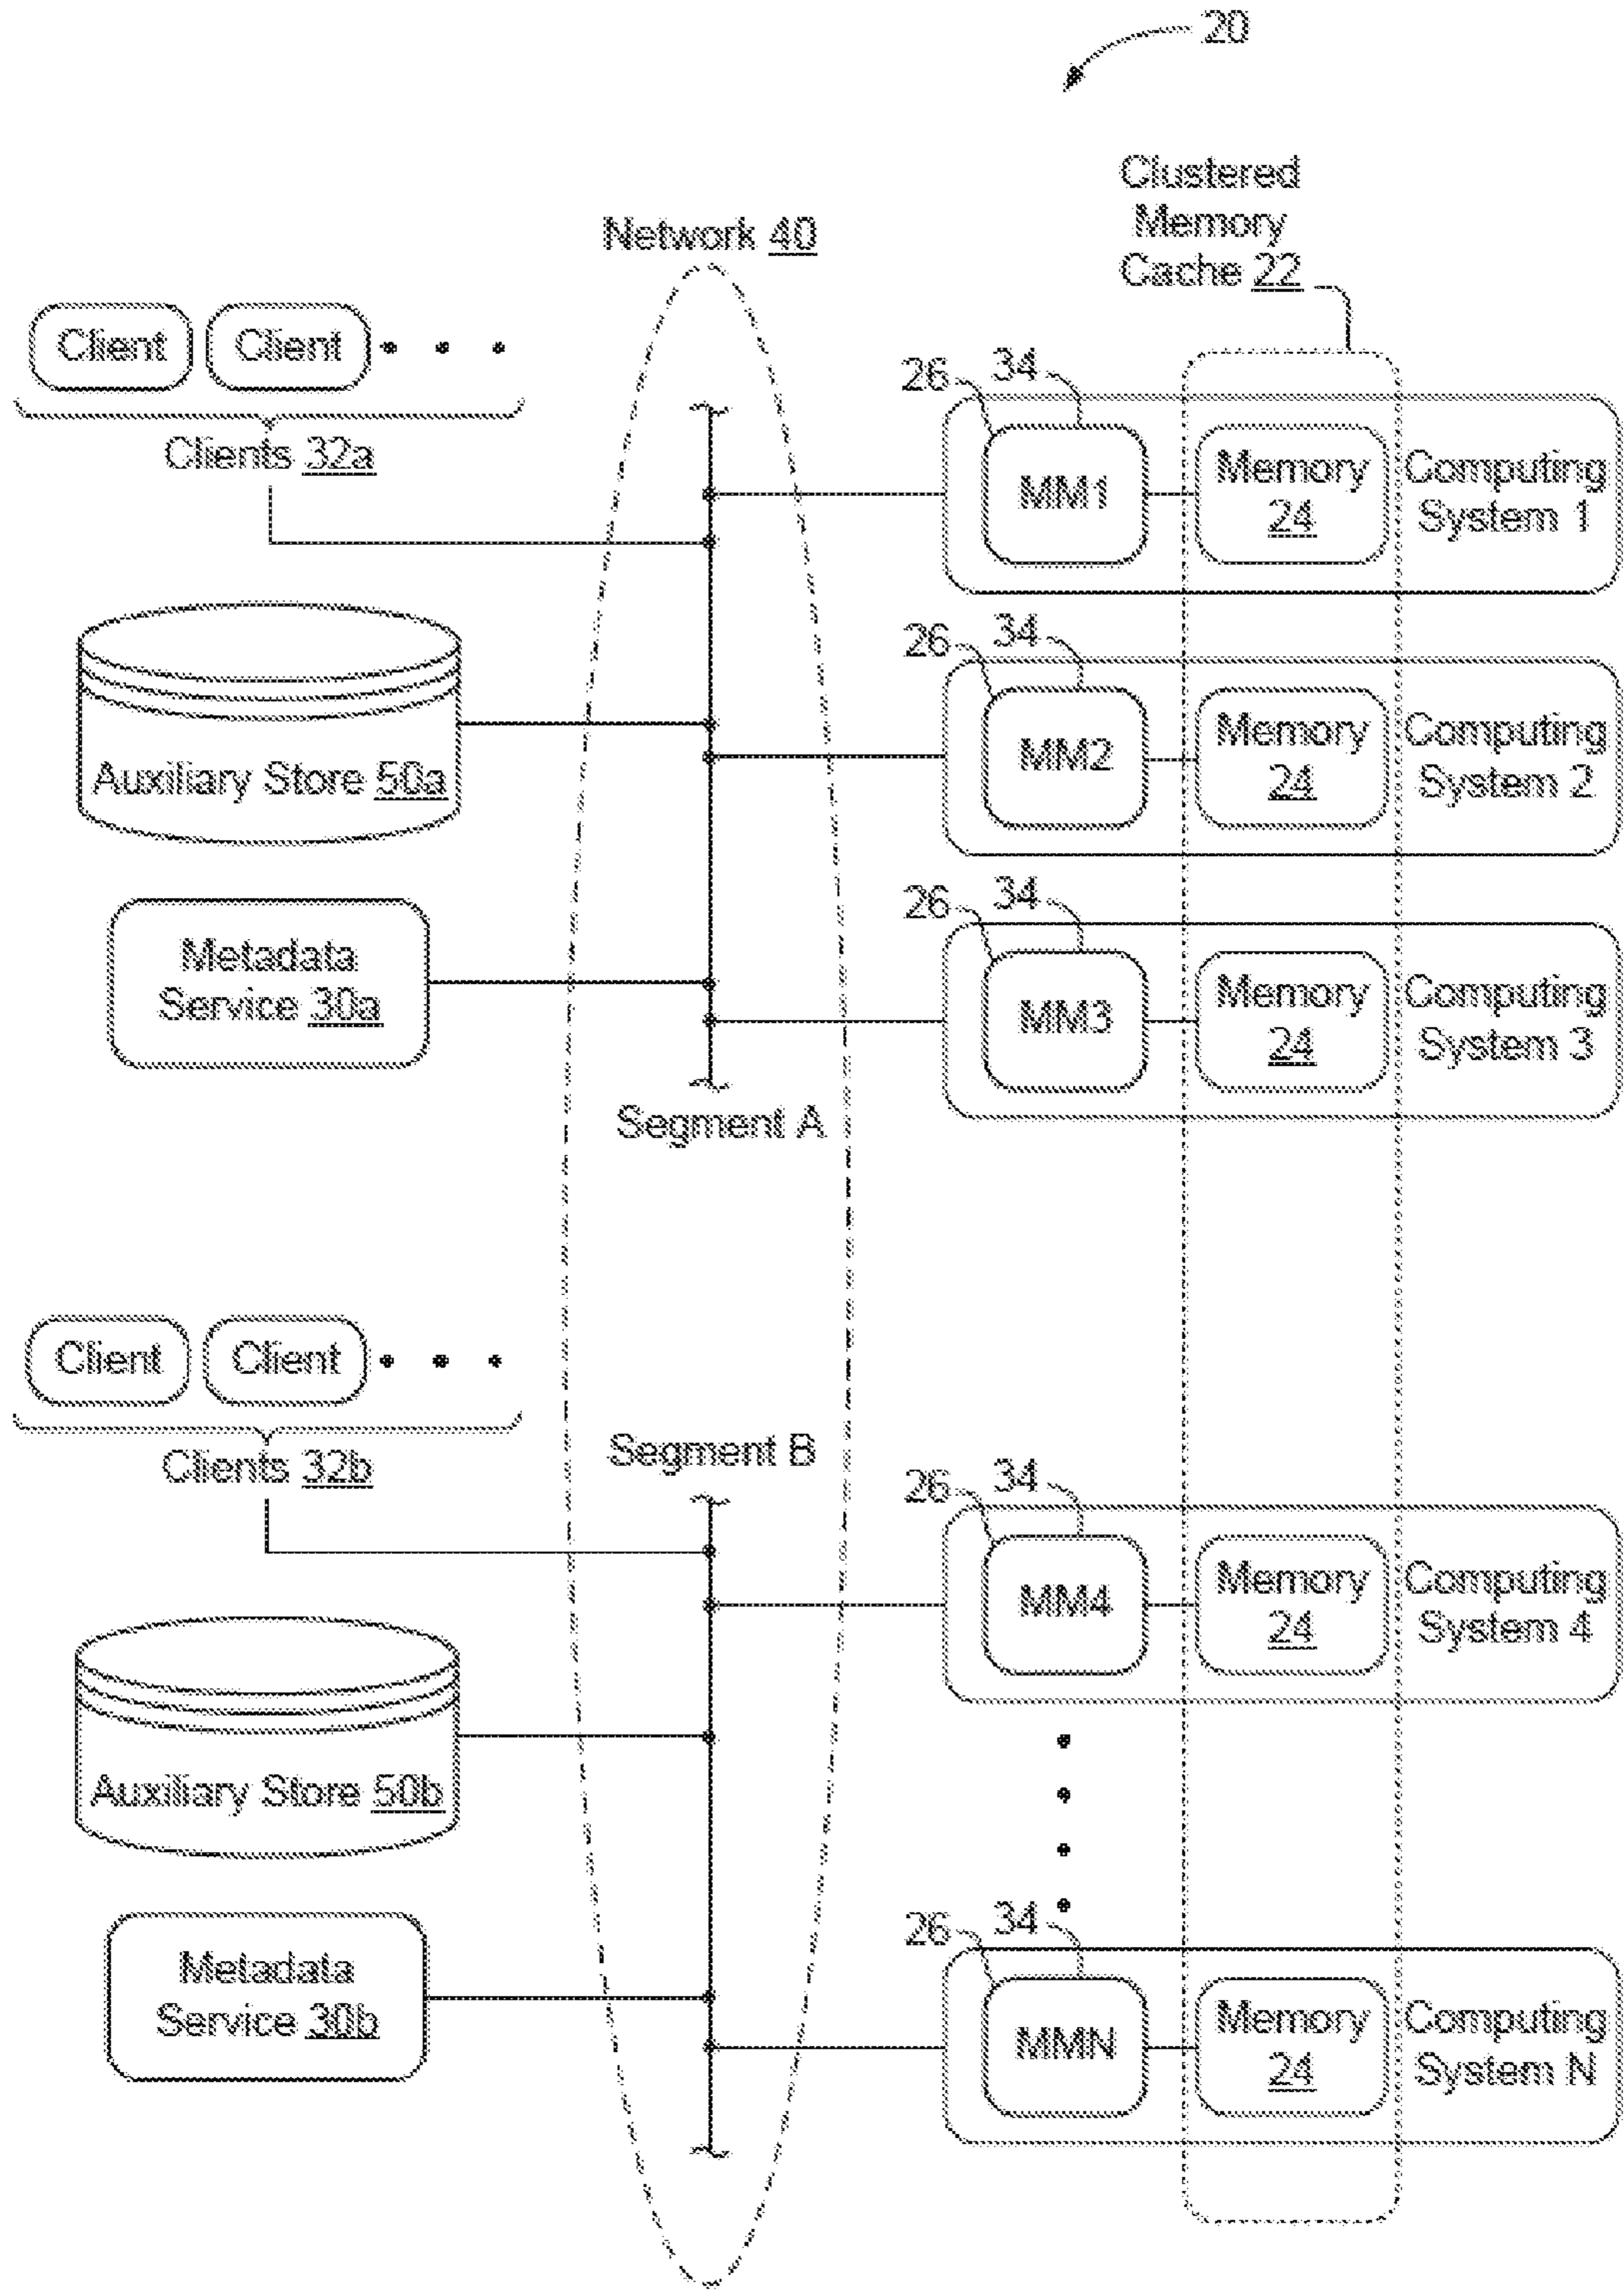 20
Clustered
Memory
Cache 22
Network 40
Client Client
Clients 32a
26 34
MM1
Memory
24
Computing
System 1
Auxiliary Store 50a
26 34
MM2
Memory
24
Computing
System 2
Metadata
Service 30a
26 34
MM3
Memory
24
Computing
System 3
Segment A
Client Client
Clients 32b
Segment B
26 34
MM4
Memory
24
Computing
System 4
Auxiliary Store 50b
Metadata
Service 30b
26 34
MMN
Memory
24
Computing
System N